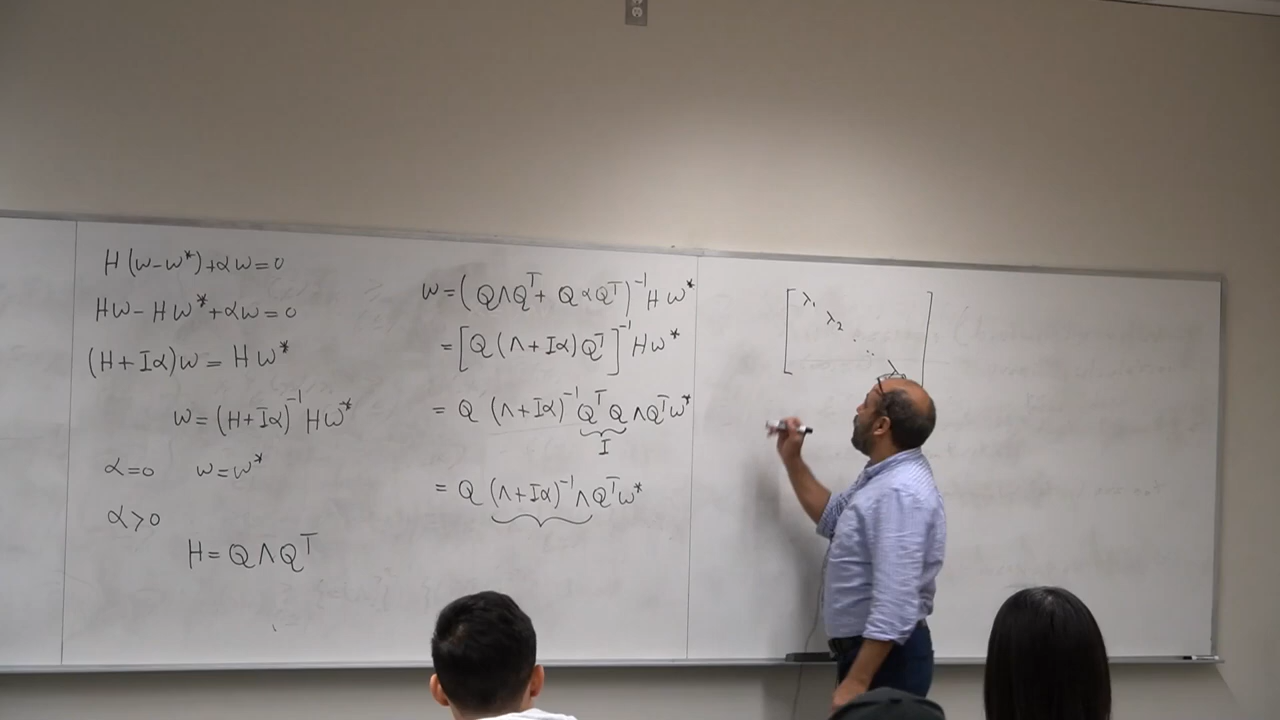 H(w-w*)+αw=0
Hw-Hw*+αw=0
(H+Iα)w=Hw*
w=(H+Iα)⁻¹Hw*
α=0 w=w*
α>0
H=QΛQᵀ
w=(QΛQᵀ+QαQᵀ)⁻¹Hw*
=[Q(Λ+Iα)Qᵀ]⁻¹Hw*
=Q(Λ+Iα)⁻¹QᵀQΛQᵀw*
I
=Q(Λ+Iα)⁻¹ΛQᵀw*
λ₁
λ₂
λ